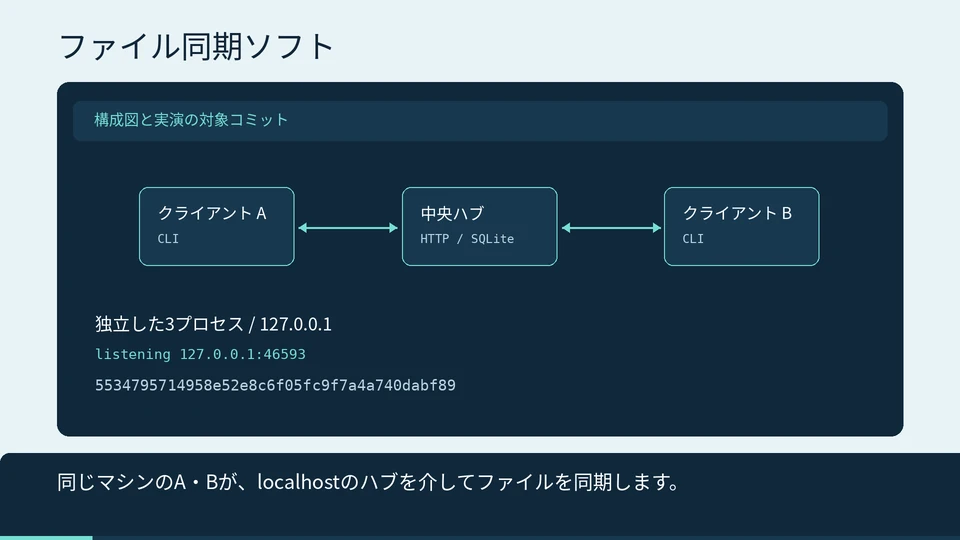 ファイル同期ソフト
構成図と実演の対象コミット
クライアント A
CLI
中央ハブ
HTTP / SQLite
クライアント B
CLI
独立した3プロセス / 127.0.0.1
listening 127.0.0.1:46593
5534795714958e52e8c6f05fc9f7a4a740dabf89
同じマシンのA・Bが、localhostのハブを介してファイルを同期します。